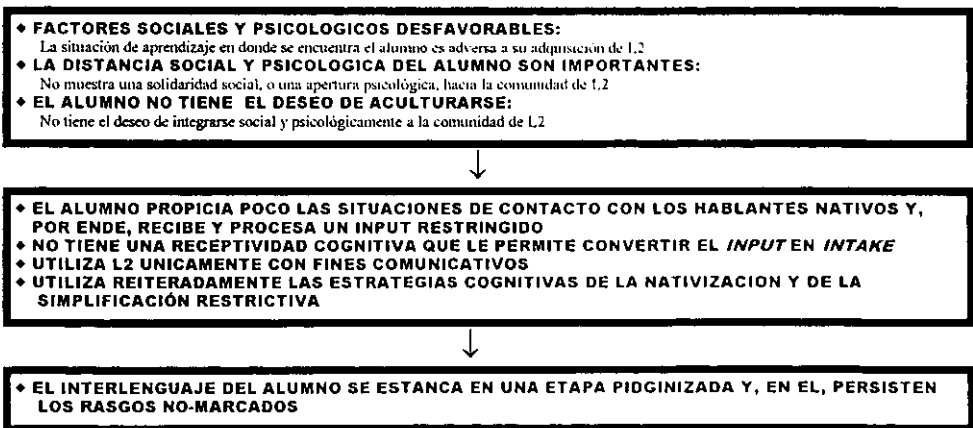 ♦ FACTORES SOCIALES Y PSICOLOGICOS DESFAVORABLES:
La situación de aprendizaje en donde se encuentra el alumno es adversa a su adquisición de L2
♦ LA DISTANCIA SOCIAL Y PSICOLOGICA DEL ALUMNO SON IMPORTANTES:
No muestra una solidaridad social, o una apertura psicológica, hacia la comunidad de L2
♦ EL ALUMNO NO TIENE EL DESEO DE ACULTURARSE:
No tiene el deseo de integrarse social y psicológicamente a la comunidad de L2
↓
♦ EL ALUMNO PROPICIA POCO LAS SITUACIONES DE CONTACTO CON LOS HABLANTES NATIVOS Y,
POR ENDE, RECIBE Y PROCESA UN INPUT RESTRINGIDO
♦ NO TIENE UNA RECEPTIVIDAD COGNITIVA QUE LE PERMITE CONVERTIR EL INPUT EN INTAKE
♦ UTILIZA L2 UNICAMENTE CON FINES COMUNICATIVOS
♦ UTILIZA REITERADAMENTE LAS ESTRATEGIAS COGNITIVAS DE LA NATIVIZACION Y DE LA
SIMPLIFICACIÓN RESTRICTIVA
↓
♦ EL INTERLENGUAJE DEL ALUMNO SE ESTANCA EN UNA ETAPA PIDGINIZADA Y, EN EL, PERSISTEN
LOS RASGOS NO-MARCADOS